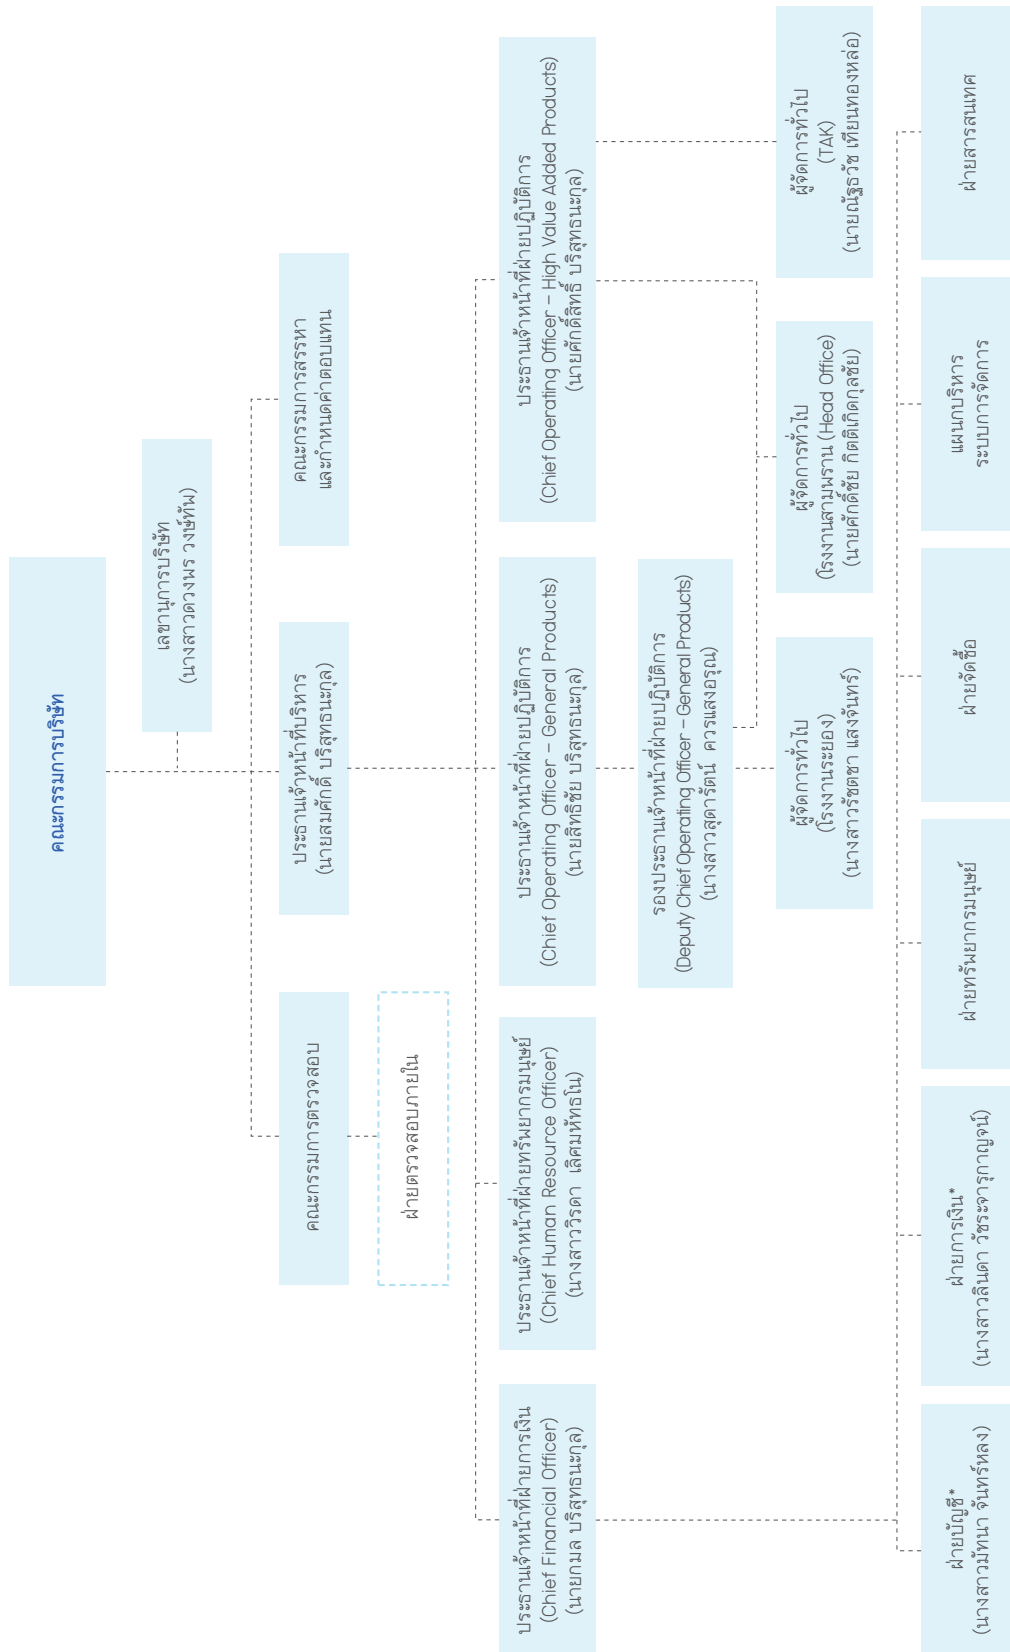 คณะกรรมการบริษัท
เลขานุการบริษัท
(นางสาวดวงพร วงษ์ทัพ)
คณะกรรมการตรวจสอบ
ประธานเจ้าหน้าที่บริหาร
(นายสมศักดิ์ บริสุทธนะกุล)
คณะกรรมการสรรหา
และกำหนดค่าตอบแทน
ฝ่ายตรวจสอบภายใน
ประธานเจ้าหน้าที่ฝ่ายการเงิน
(Chief Financial Officer)
(นายกมล บริสุทธนะกุล)
ประธานเจ้าหน้าที่ฝ่ายทรัพยากรมนุษย์
(Chief Human Resource Officer)
(นางสาววิรดา เลิศมหัทธโน)
ประธานเจ้าหน้าที่ฝ่ายปฏิบัติการ
(Chief Operating Officer – General Products)
(นายสิทธิชัย บริสุทธนะกุล)
ประธานเจ้าหน้าที่ฝ่ายปฏิบัติการ
(Chief Operating Officer – High Value Added Products)
(นายศักดิ์สิทธิ์ บริสุทธนะกุล)
รองประธานเจ้าหน้าที่ฝ่ายปฏิบัติการ
(Deputy Chief Operating Officer – General Products)
(นางสาวสุดารัตน์ ควรแสงอรุณ)
ผู้จัดการทั่วไป
(โรงงานระยอง)
(นางสาวรัชตชา แสงจันทร์)
ผู้จัดการทั่วไป
(โรงงานสามพราน (Head Office)
(นายศักดิ์ชัย กิตติเกิดกุลชัย)
ผู้จัดการทั่วไป
(TAK)
(นายณัฐธวัช เทียนทองหล่อ)
ฝ่ายบัญชี*
(นางสาวมัทนา จันทร์หลง)
ฝ่ายการเงิน*
(นางสาวลินดา วัชระจารุกาญจน์)
ฝ่ายทรัพยากรมนุษย์
ฝ่ายจัดซื้อ
แผนกบริหาร
ระบบการจัดการ
ฝ่ายสารสนเทศ